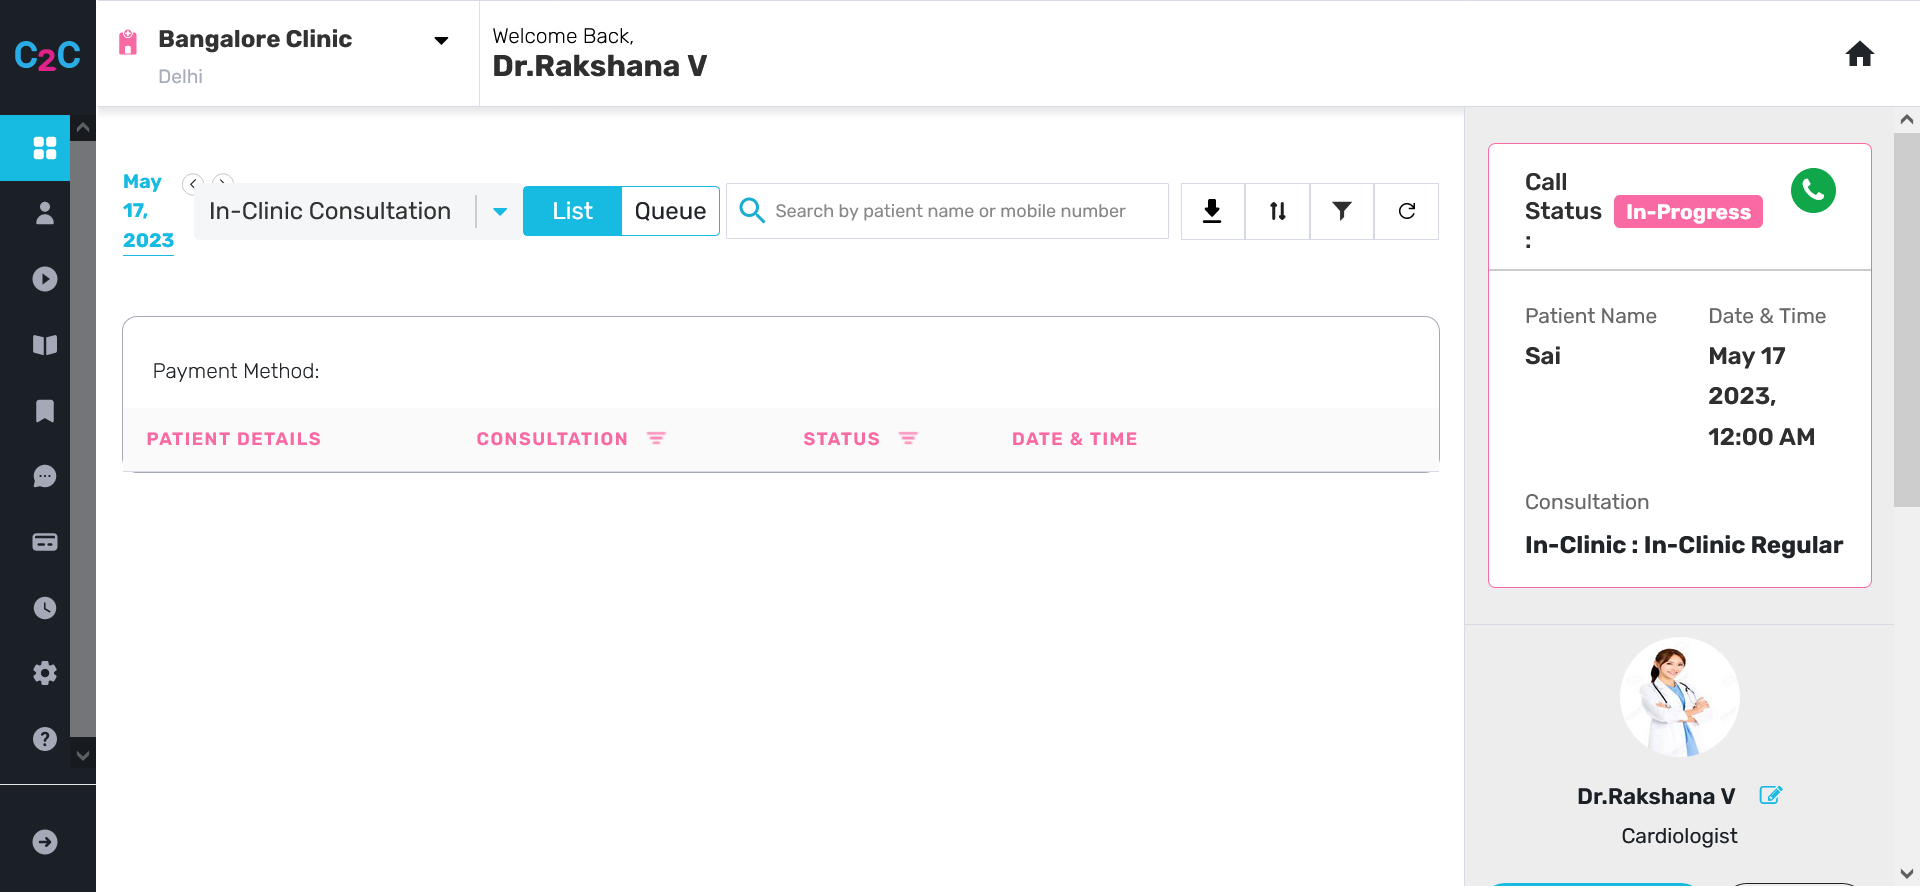 C2C
Bangalore Clinic
Delhi
Welcome Back,
Dr.Rakshana V
May
17,
2023
In-Clinic Consultation
List
Queue
Search by patient name or mobile number
Payment Method:
PATIENT DETAILS
CONSULTATION
STATUS
DATE & TIME
Call
Status
:
In-Progress
Patient Name
Sai
Date & Time
May 17
2023,
12:00 AM
Consultation
In-Clinic : In-Clinic Regular
Dr.Rakshana V
Cardiologist